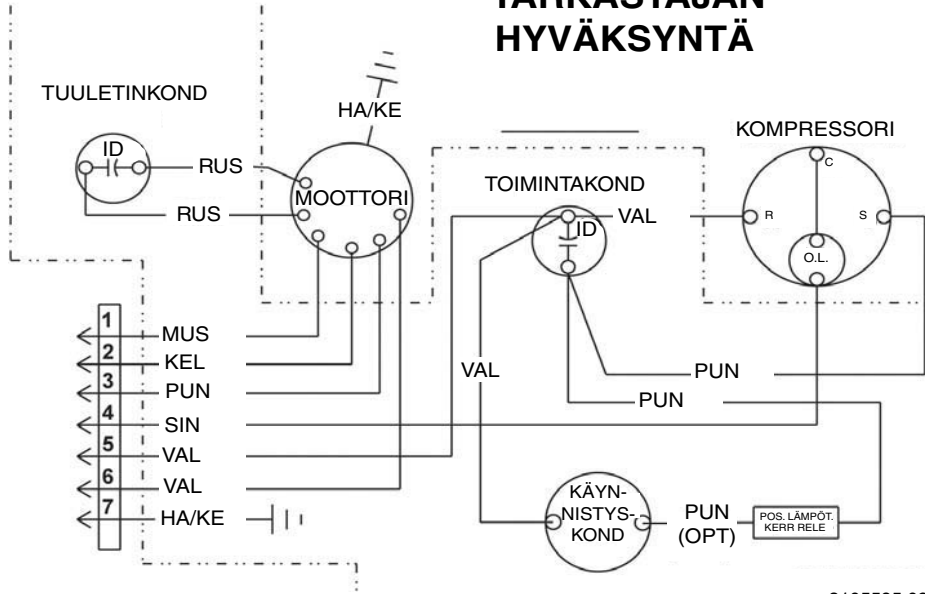 HYVÄKSYNTÄ
TUULETINKOND
ID
RUS
RUS
HA/KE
MOOTTORI
KOMPRESSORI
C
R
S
O.L.
TOIMINTAKOND
ID
VAL
1
MUS
2
KEL
3
PUN
4
SIN
5
VAL
6
VAL
7
HA/KE
VAL
PUN
PUN
KÄYN-
NISTYS-
KOND
PUN
(OPT)
POS. LÄMPÖT.
KERR RELE